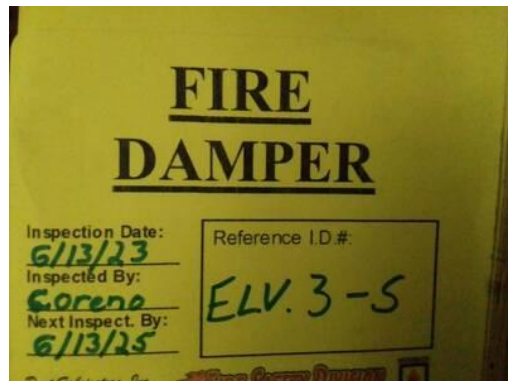 FIRE
DAMPER
Inspection Date:
6/13/23
Inspected By:
Coreno
Next Inspect. By:
6/13/25
Reference I.D.#:
ELV. 3-S